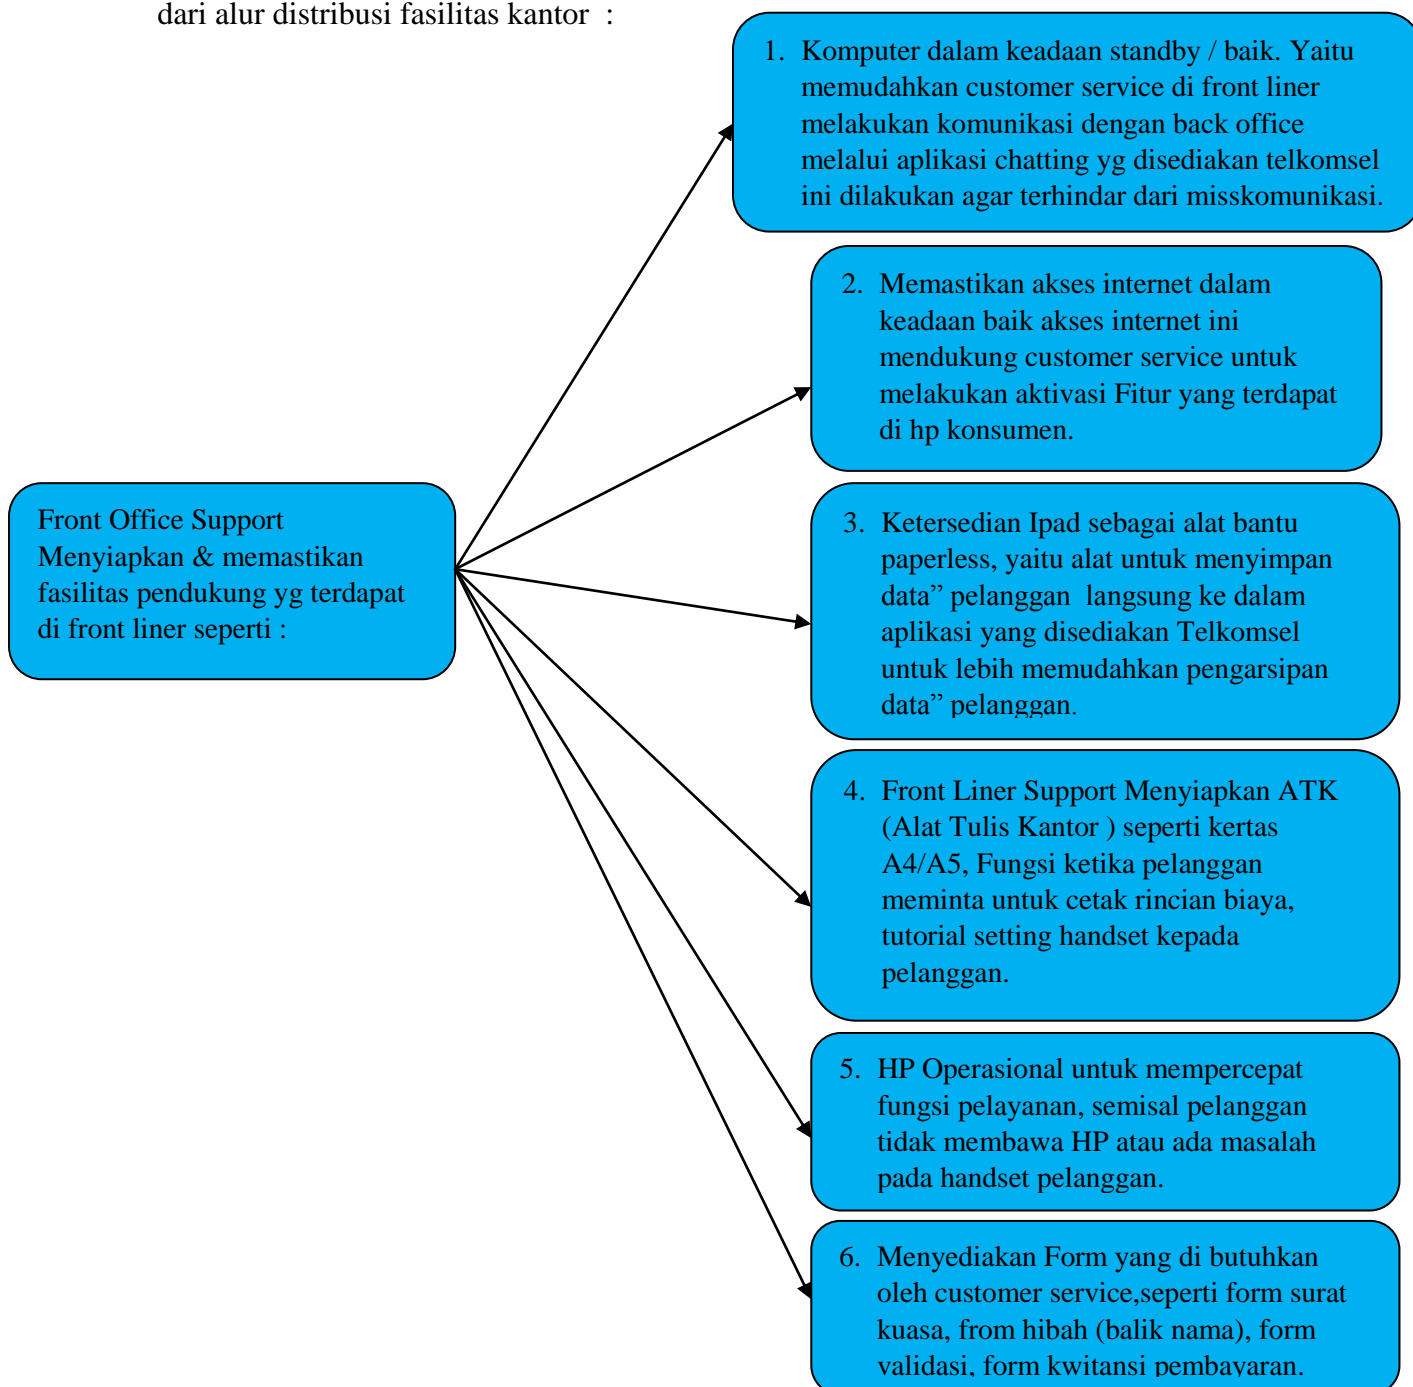 dari alur distribusi fasilitas kantor :
1. Komputer dalam keadaan standby / baik. Yaitu
memudahkan customer service di front liner
melakukan komunikasi dengan back office
melalui aplikasi chatting yg disediakan telkomsel
ini dilakukan agar terhindar dari misskomunikasi.
2. Memastikan akses internet dalam
keadaan baik akses internet ini
mendukung customer service untuk
melakukan aktivasi Fitur yang terdapat
di hp konsumen.
Front Office Support
Menyiapkan & memastikan
fasilitas pendukung yg terdapat
di front liner seperti :
3. Ketersedian Ipad sebagai alat bantu
paperless, yaitu alat untuk menyimpan
data” pelanggan langsung ke dalam
aplikasi yang disediakan Telkomsel
untuk lebih memudahkan pengarsipan
data” pelanggan.
4. Front Liner Support Menyiapkan ATK
(Alat Tulis Kantor ) seperti kertas
A4/A5, Fungsi ketika pelanggan
meminta untuk cetak rincian biaya,
tutorial setting handset kepada
pelanggan.
5. HP Operasional untuk mempercepat
fungsi pelayanan, semisal pelanggan
tidak membawa HP atau ada masalah
pada handset pelanggan.
6. Menyediakan Form yang di butuhkan
oleh customer service,seperti form surat
kuasa, from hibah (balik nama), form
validasi, form kwitansi pembayaran.